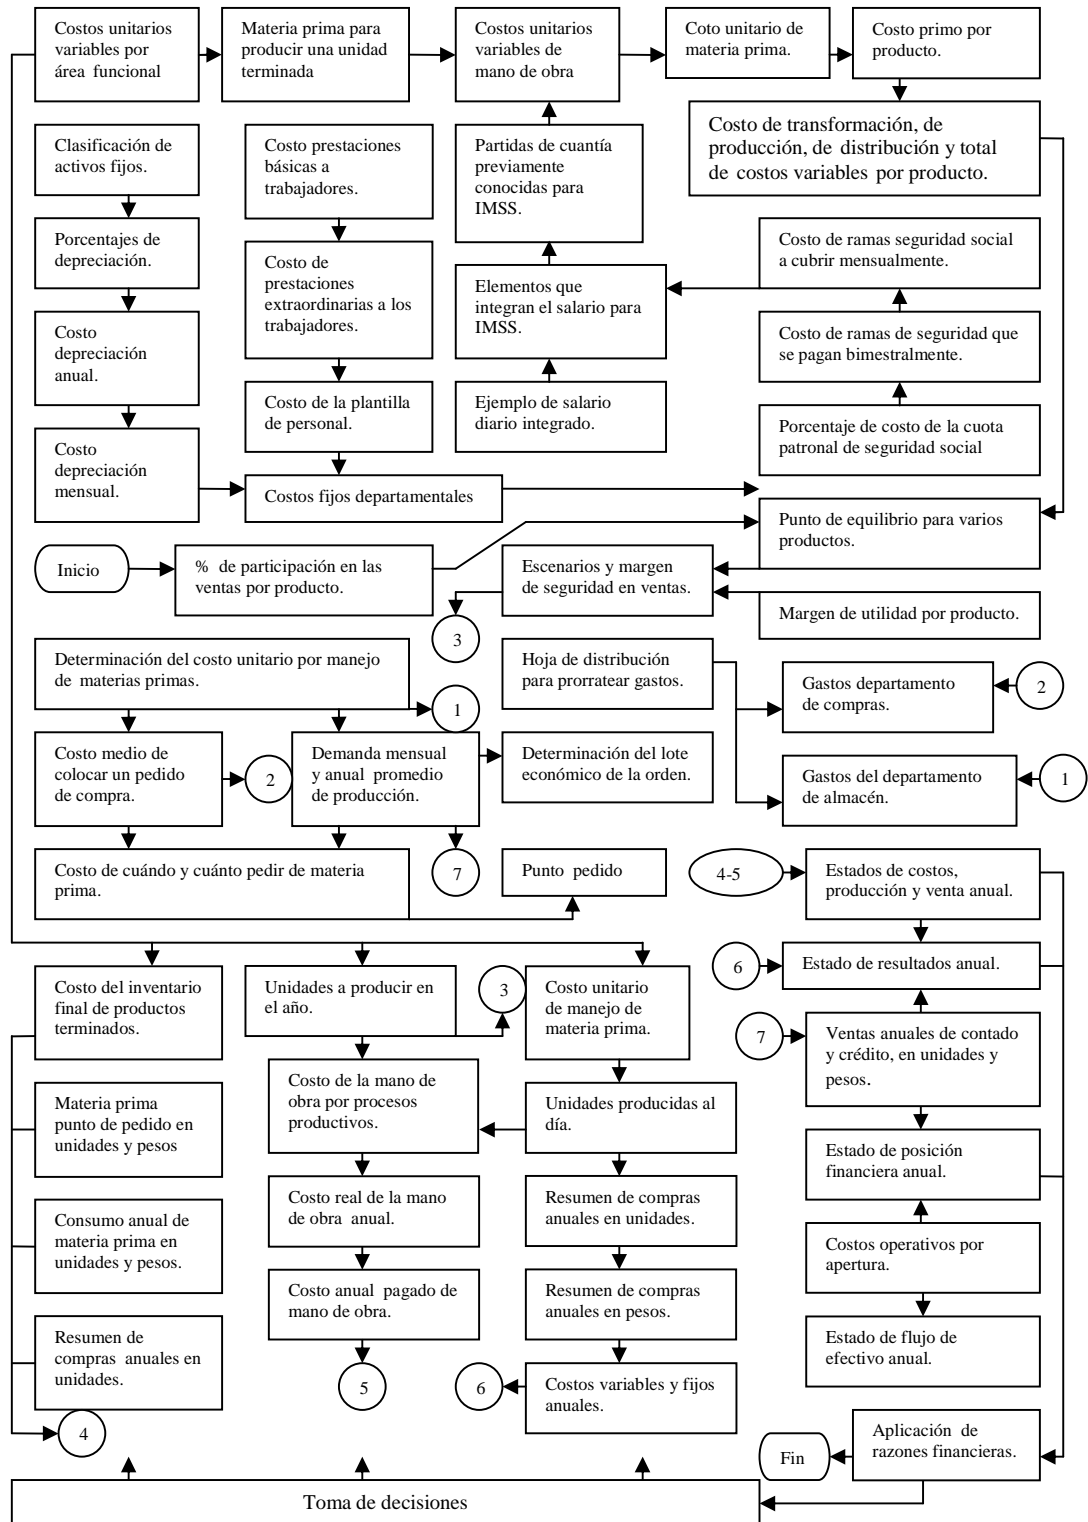 Costos unitarios
variables por
área funcional
Materia prima para
producir una unidad
terminada
Costos unitarios
variables de
mano de obra
Coto unitario de
materia prima.
Costo primo por
producto.
Clasificación de
activos fijos.
Costo prestaciones
básicas a
trabajadores.
Partidas de cuantía
previamente
conocidas para
IMSS.
Costo de transformación, de
producción, de distribución y total
de costos variables por producto.
Porcentajes de
depreciación.
Costo de
prestaciones
extraordinarias a los
trabajadores.
Elementos que
integran el salario para
IMSS.
Costo de ramas seguridad social
a cubrir mensualmente.
Costo
depreciación
anual.
Costo de ramas de seguridad que
se pagan bimestralmente.
Costo de la plantilla
de personal.
Ejemplo de salario
diario integrado.
Porcentaje de costo de la cuota
patronal de seguridad social
Costo
depreciación
mensual.
Costos fijos departamentales
Punto de equilibrio para varios
productos.
Inicio
% de participación en las
ventas por producto.
Escenarios y margen
de seguridad en ventas.
Margen de utilidad por producto.
3
Determinación del costo unitario por manejo
de materias primas.
Hoja de distribución
para prorratear gastos.
Gastos departamento
de compras.
2
1
Costo medio de
colocar un pedido
de compra.
2
Demanda mensual
y anual promedio
de producción.
Determinación del lote
económico de la orden.
Gastos del departamento
de almacén.
1
Costo de cuándo y cuánto pedir de materia
prima.
7
Punto pedido
4-5
Estados de costos,
producción y venta anual.
Costo del inventario
final de productos
terminados.
Unidades a producir en
el año.
3
Costo unitario
de manejo de
materia prima.
6
Estado de resultados anual.
7
Ventas anuales de contado
y crédito, en unidades y
pesos.
Materia prima
punto de pedido en
unidades y pesos
Costo de la mano de
obra por procesos
productivos.
Unidades producidas al
día.
Estado de posición
financiera anual.
Consumo anual de
materia prima en
unidades y pesos.
Costo real de la mano
de obra anual.
Resumen de compras
anuales en unidades.
Costos operativos por
apertura.
Costo anual pagado de
mano de obra.
Resumen de compras
anuales en pesos.
Estado de flujo de
efectivo anual.
Resumen de
compras anuales en
unidades.
5
6
Costos variables y fijos
anuales.
4
Fin
Aplicación de
razones financieras.
Toma de decisiones